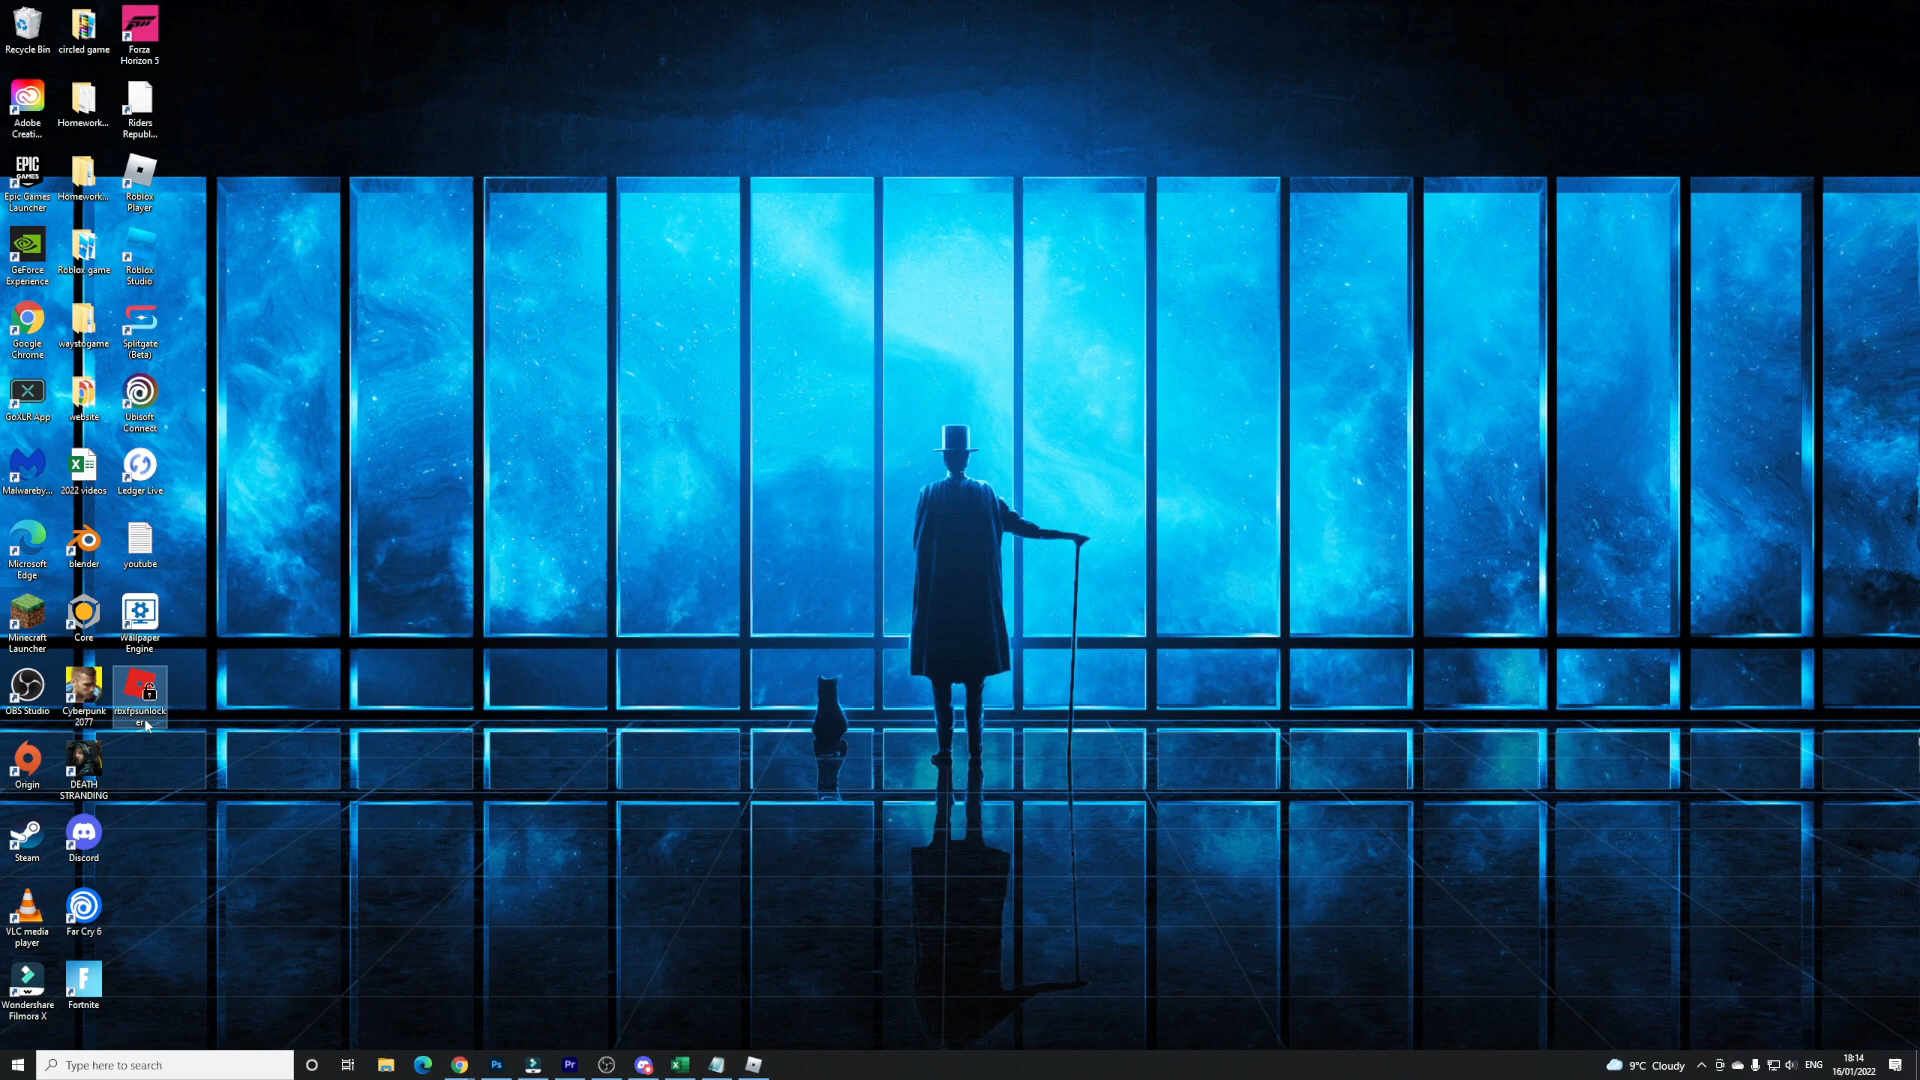 Recycle Bin
circled game
Forza
Horizon 5
Adobe
Creati...
Homework...
Riders
Republ...
EPIC
GAMES
Epic Games
Launcher
Homework...
Roblox
Player
GeForce
Experience
Roblox game
Roblox
Studio
Google
Chrome
waystogame
Splitgate
(Beta)
GoXLR App
website
Ubisoft
Connect
Malwareby...
2022 videos
Ledger Live
Microsoft
Edge
blender
youtube
Minecraft
Launcher
Core
Wallpaper
Engine
OBS Studio
Cyberpunk
2077
rbxfpsunlock
er
Origin
DEATH
STRANDING
Steam
Discord
VLC media
player
Far Cry 6
Wondershare
Filmora X
Fortnite
Type here to search
Ps
Pr
9°C Cloudy
ENG
18:14
16/01/2022